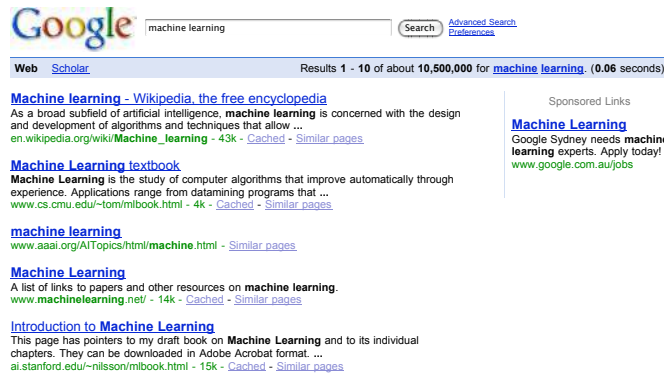 Google
machine learning
Search
Advanced Search
Preferences
Web Scholar
Results 1 - 10 of about 10,500,000 for machine learning. (0.06 seconds)
Machine learning - Wikipedia, the free encyclopedia
As a broad subfield of artificial intelligence, machine learning is concerned with the design
and development of algorithms and techniques that allow ...
en.wikipedia.org/wiki/Machine_learning - 43k - Cached - Similar pages
Machine Learning textbook
Machine Learning is the study of computer algorithms that improve automatically through
experience. Applications range from datamining programs that ...
www.cs.cmu.edu/~tom/mlbook.html - 4k - Cached - Similar pages
machine learning
www.aaai.org/AITopics/html/machine.html - Similar pages
Machine Learning
A list of links to papers and other resources on machine learning.
www.machinelearning.net/ - 14k - Cached - Similar pages
Introduction to Machine Learning
This page has pointers to my draft book on Machine Learning and to its individual
chapters. They can be downloaded in Adobe Acrobat format. ...
ai.stanford.edu/~nilsson/mlbook.html - 15k - Cached - Similar pages
Sponsored Links
Machine Learning
Google Sydney needs machine
learning experts. Apply today!
www.google.com.au/jobs